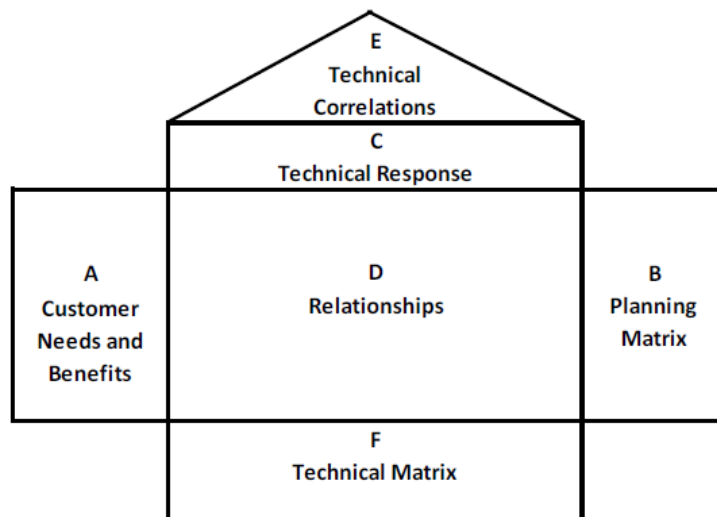 E
Technical
Correlations
C
Technical Response
A
Customer
Needs and
Benefits
D
Relationships
B
Planning
Matrix
F
Technical Matrix